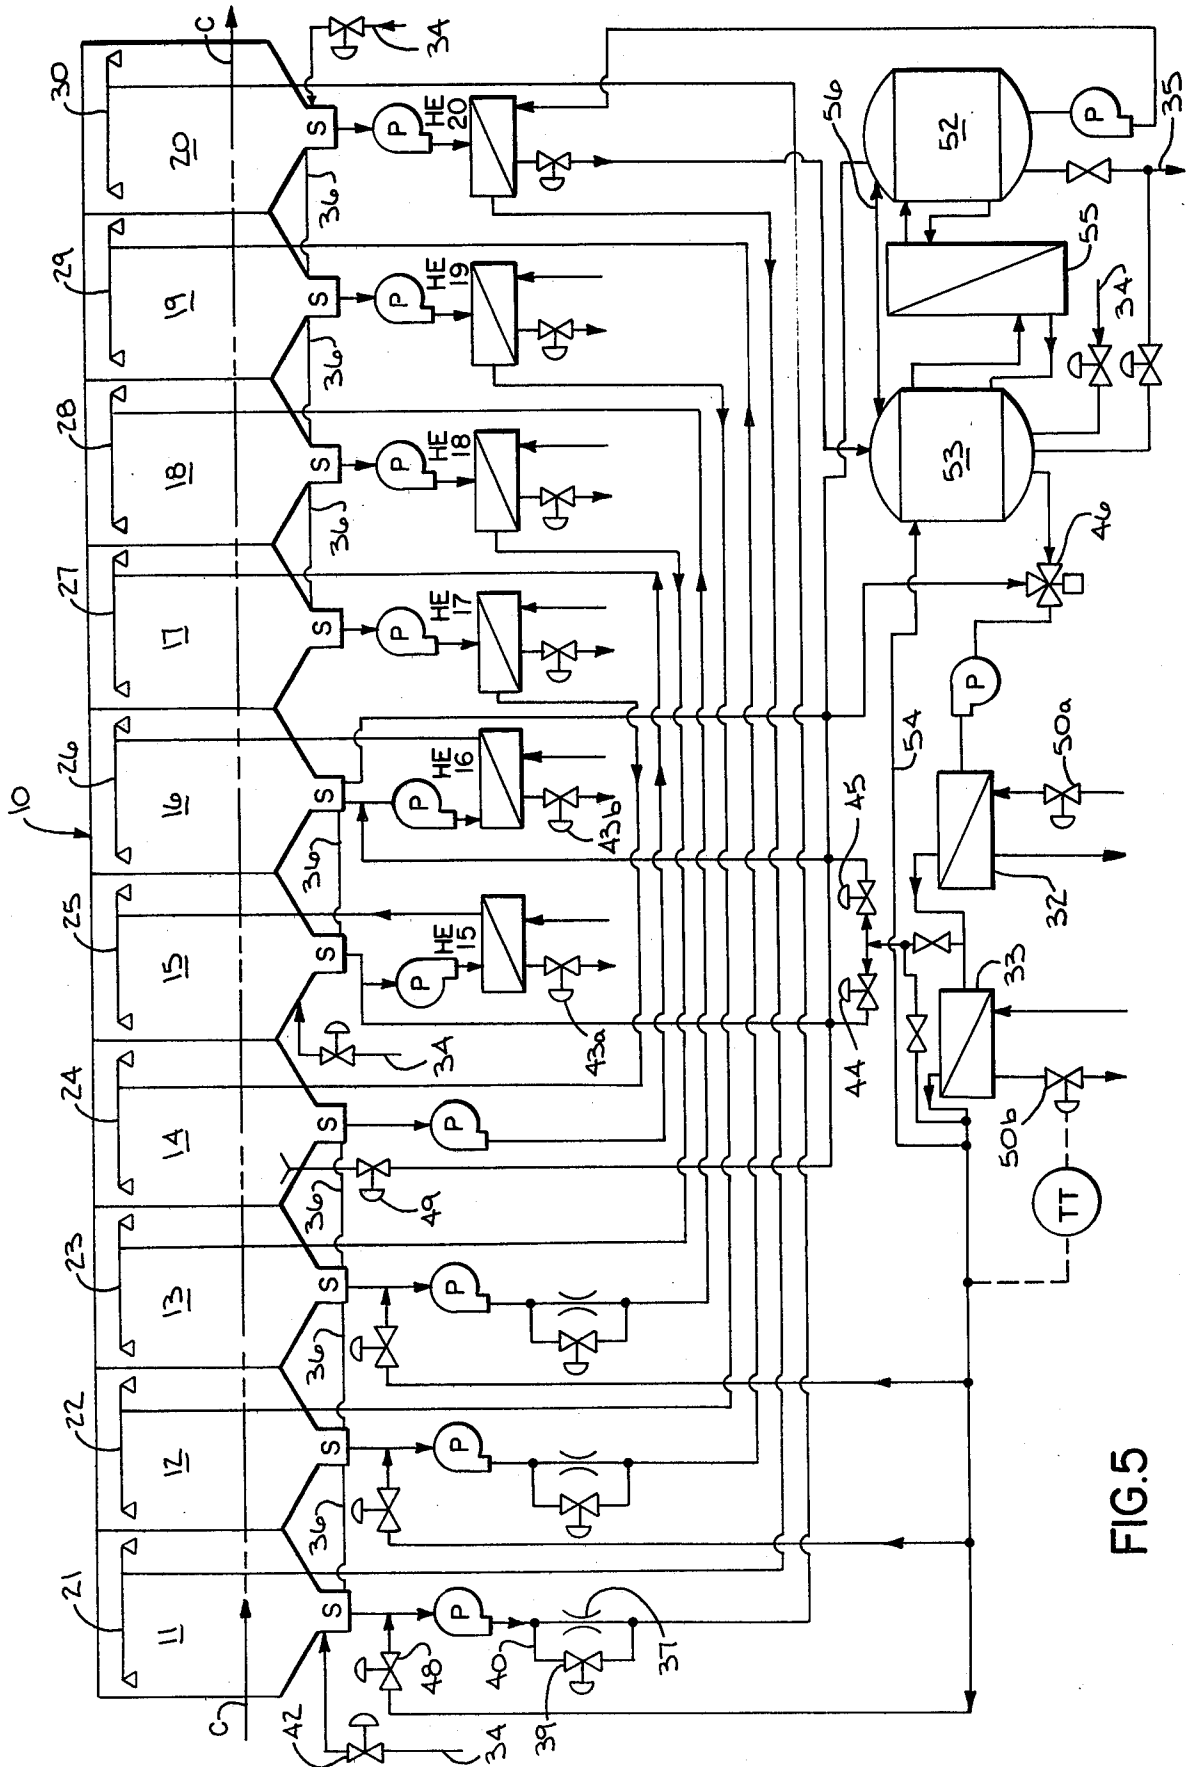 10
21 22 23 24 25 26 27 28 29 30
11 12 13 14 15 16 17 18 19 20
C C
S S S S S S S S S S
42
34
36 36 36 36 36 36 36
34
34
48
49
P P P P P P P P P P
HE 15
HE 16
HE 17
HE 18
HE 19
HE 20
40
39
37
43a
43b
44
45
54
56
53
52
55
34
46
P
P
35
33
32
50a
50b
TT
FIG.5